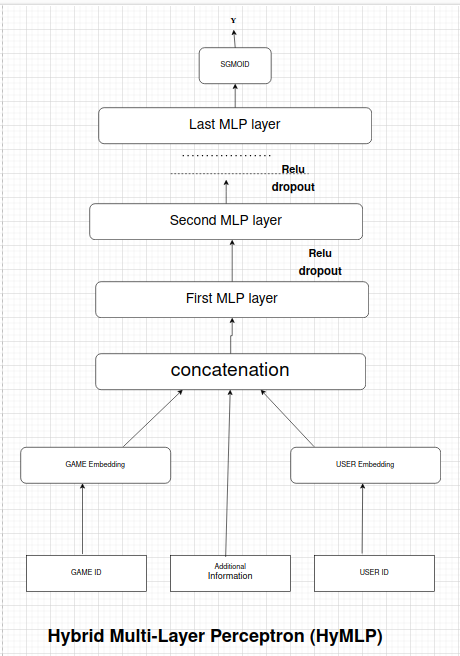 Y
SGMOID
Last MLP layer
Relu
dropout
Second MLP layer
Relu
dropout
First MLP layer
concatenation
GAME Embedding
USER Embedding
GAME ID
Additional
Information
USER ID
Hybrid Multi-Layer Perceptron (HyMLP)